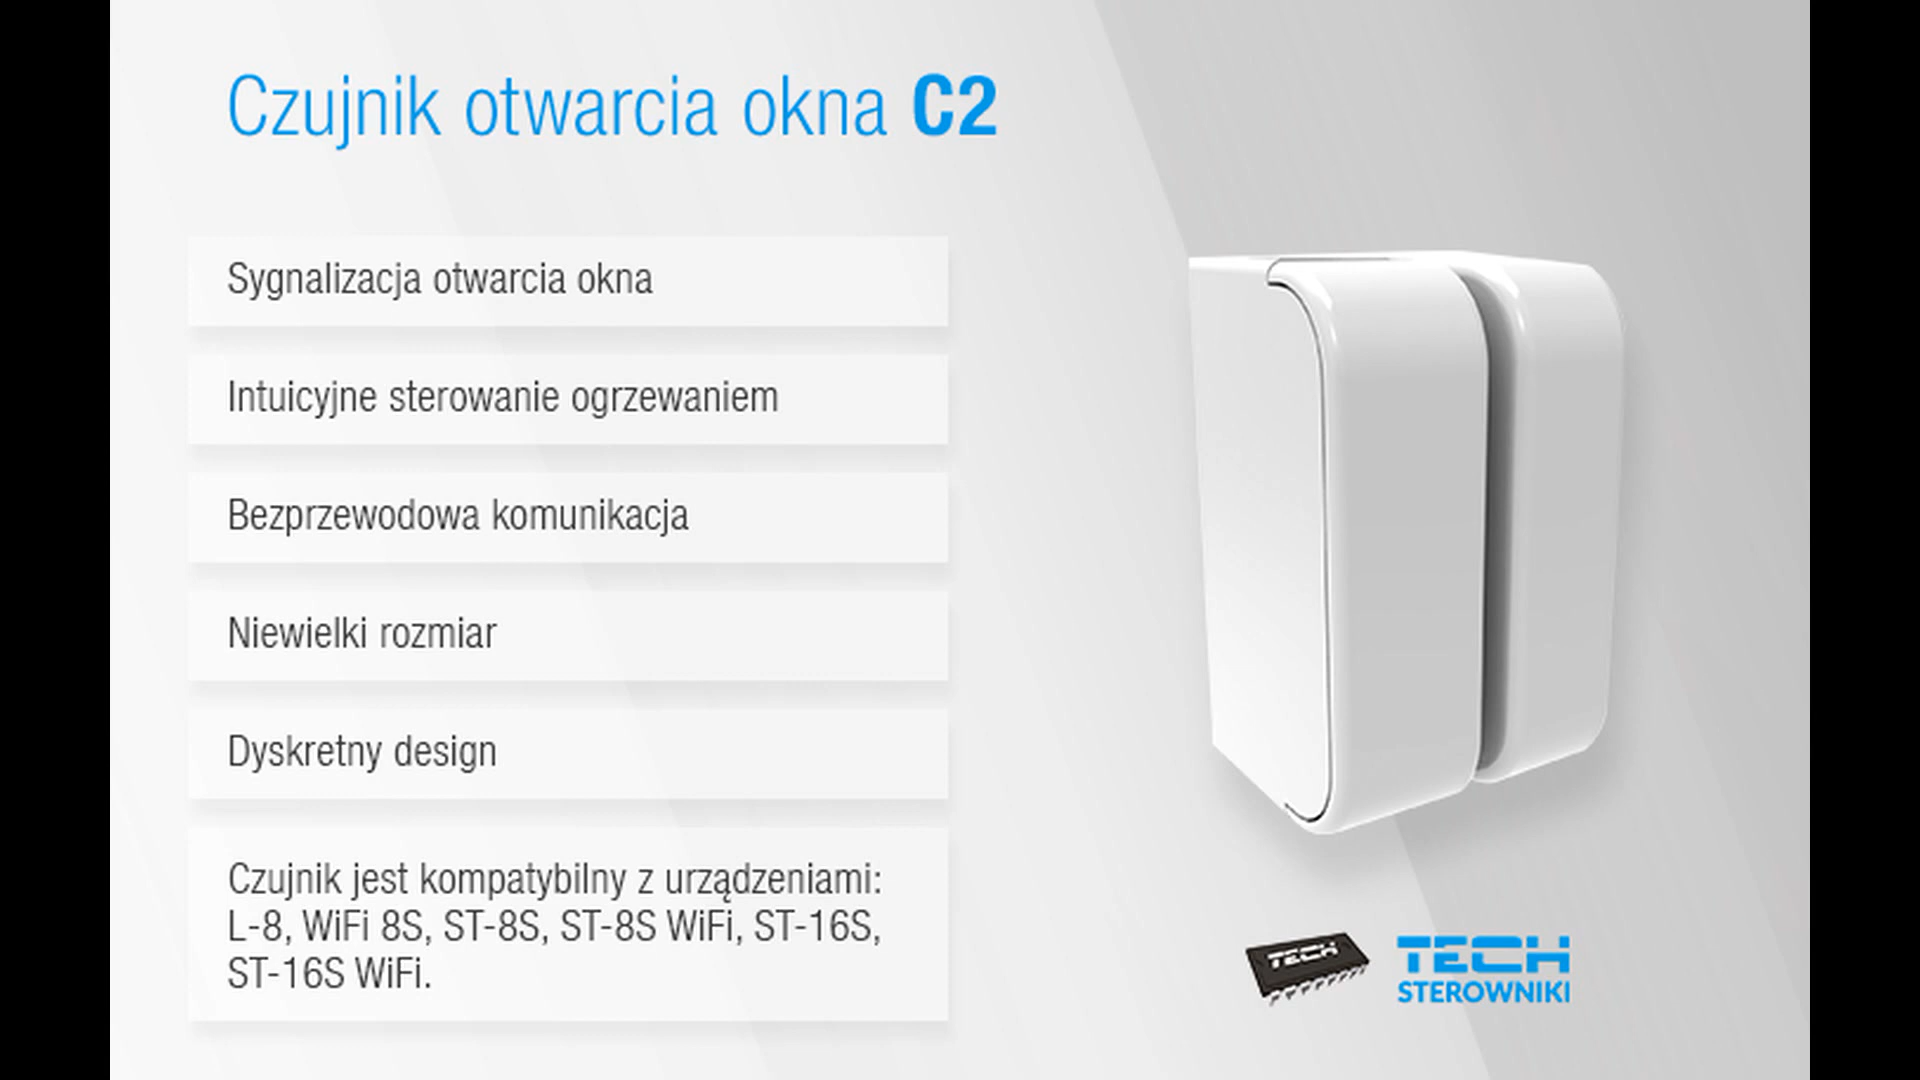 Czujnik otwarcia okna C2
Sygnalizacja otwarcia okna
Intuicyjne sterowanie ogrzewaniem
Bezprzewodowa komunikacja
Niewielki rozmiar
Dyskretny design
Czujnik jest kompatybilny z urządzeniami:
L-8, WiFi 8S, ST-8S, ST-8S WiFi, ST-16S,
ST-16S WiFi.
TECH
TECH
STEROWNIKI